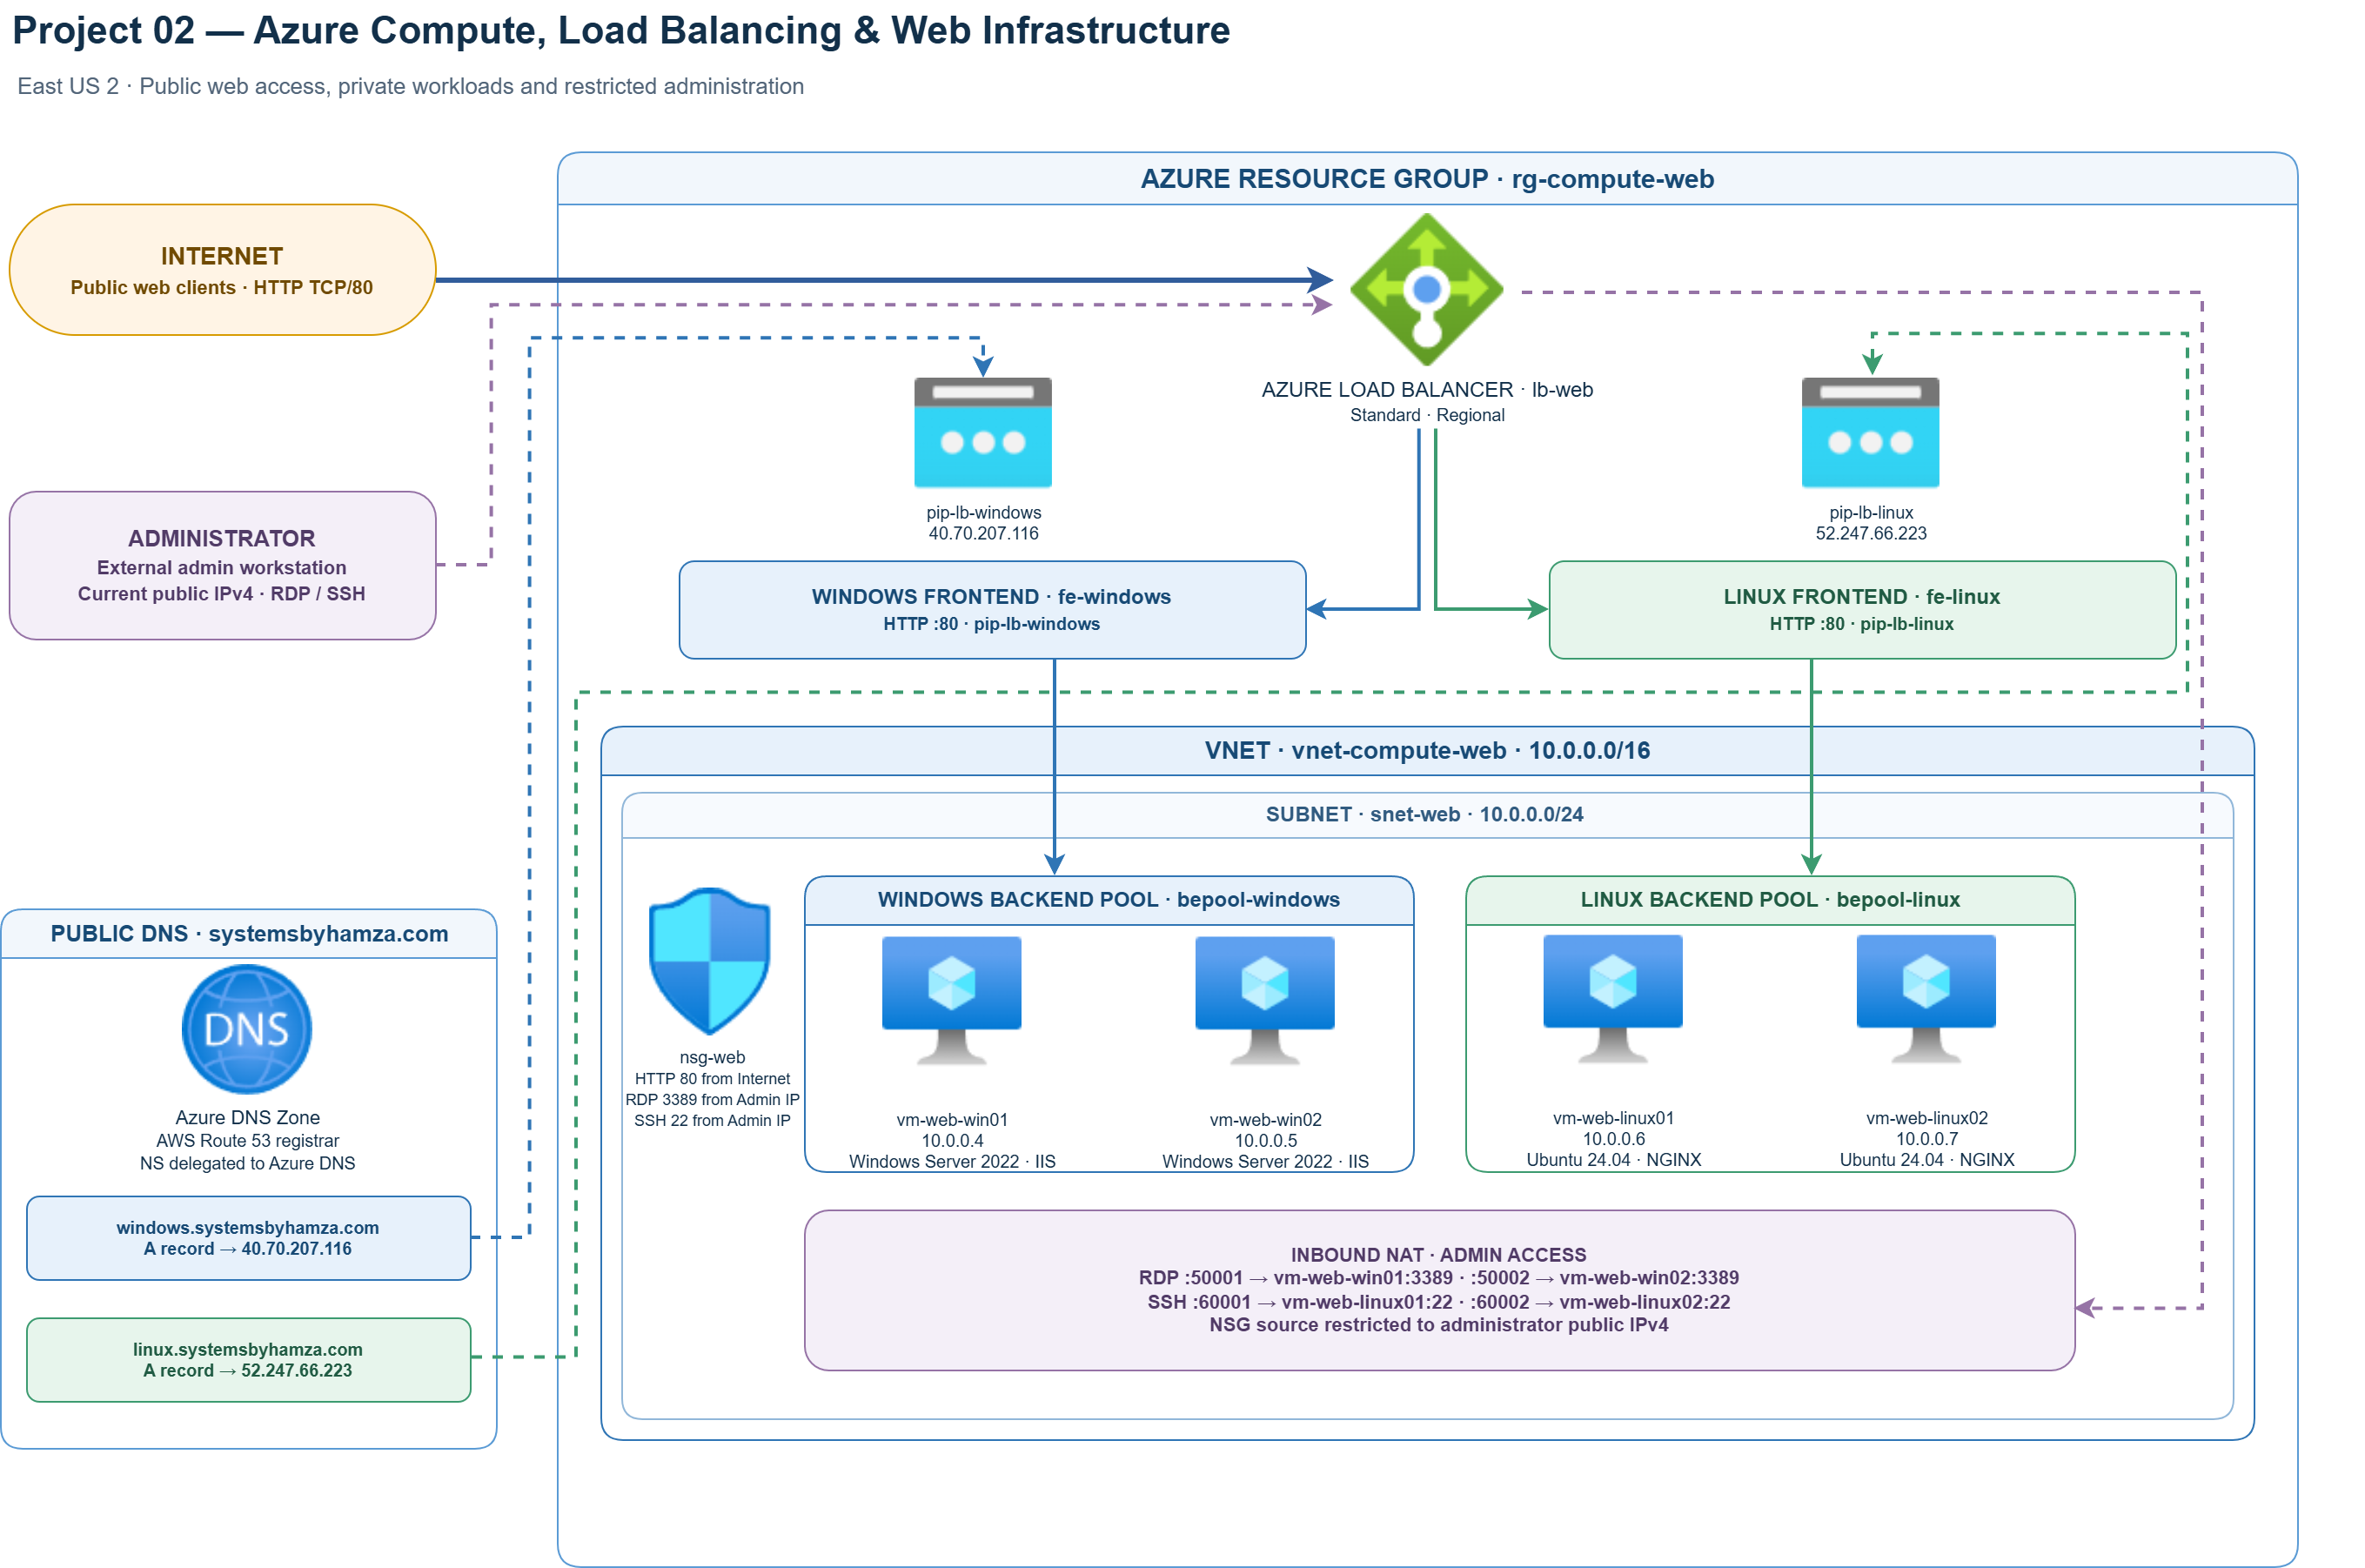 Project 02 — Azure Compute, Load Balancing & Web Infrastructure
East US 2 · Public web access, private workloads and restricted administration
AZURE RESOURCE GROUP · rg-compute-web
INTERNET
Public web clients · HTTP TCP/80
AZURE LOAD BALANCER · lb-web
Standard · Regional
pip-lb-windows
40.70.207.116
pip-lb-linux
52.247.66.223
ADMINISTRATOR
External admin workstation
Current public IPv4 · RDP / SSH
WINDOWS FRONTEND · fe-windows
HTTP :80 · pip-lb-windows
LINUX FRONTEND · fe-linux
HTTP :80 · pip-lb-linux
VNET · vnet-compute-web · 10.0.0.0/16
SUBNET · snet-web · 10.0.0.0/24
nsg-web
HTTP 80 from Internet
RDP 3389 from Admin IP
SSH 22 from Admin IP
WINDOWS BACKEND POOL · bepool-windows
vm-web-win01
10.0.0.4
Windows Server 2022 · IIS
vm-web-win02
10.0.0.5
Windows Server 2022 · IIS
LINUX BACKEND POOL · bepool-linux
vm-web-linux01
10.0.0.6
Ubuntu 24.04 · NGINX
vm-web-linux02
10.0.0.7
Ubuntu 24.04 · NGINX
PUBLIC DNS · systemsbyhamza.com
DNS
Azure DNS Zone
AWS Route 53 registrar
NS delegated to Azure DNS
windows.systemsbyhamza.com
A record → 40.70.207.116
linux.systemsbyhamza.com
A record → 52.247.66.223
INBOUND NAT · ADMIN ACCESS
RDP :50001 → vm-web-win01:3389 · :50002 → vm-web-win02:3389
SSH :60001 → vm-web-linux01:22 · :60002 → vm-web-linux02:22
NSG source restricted to administrator public IPv4